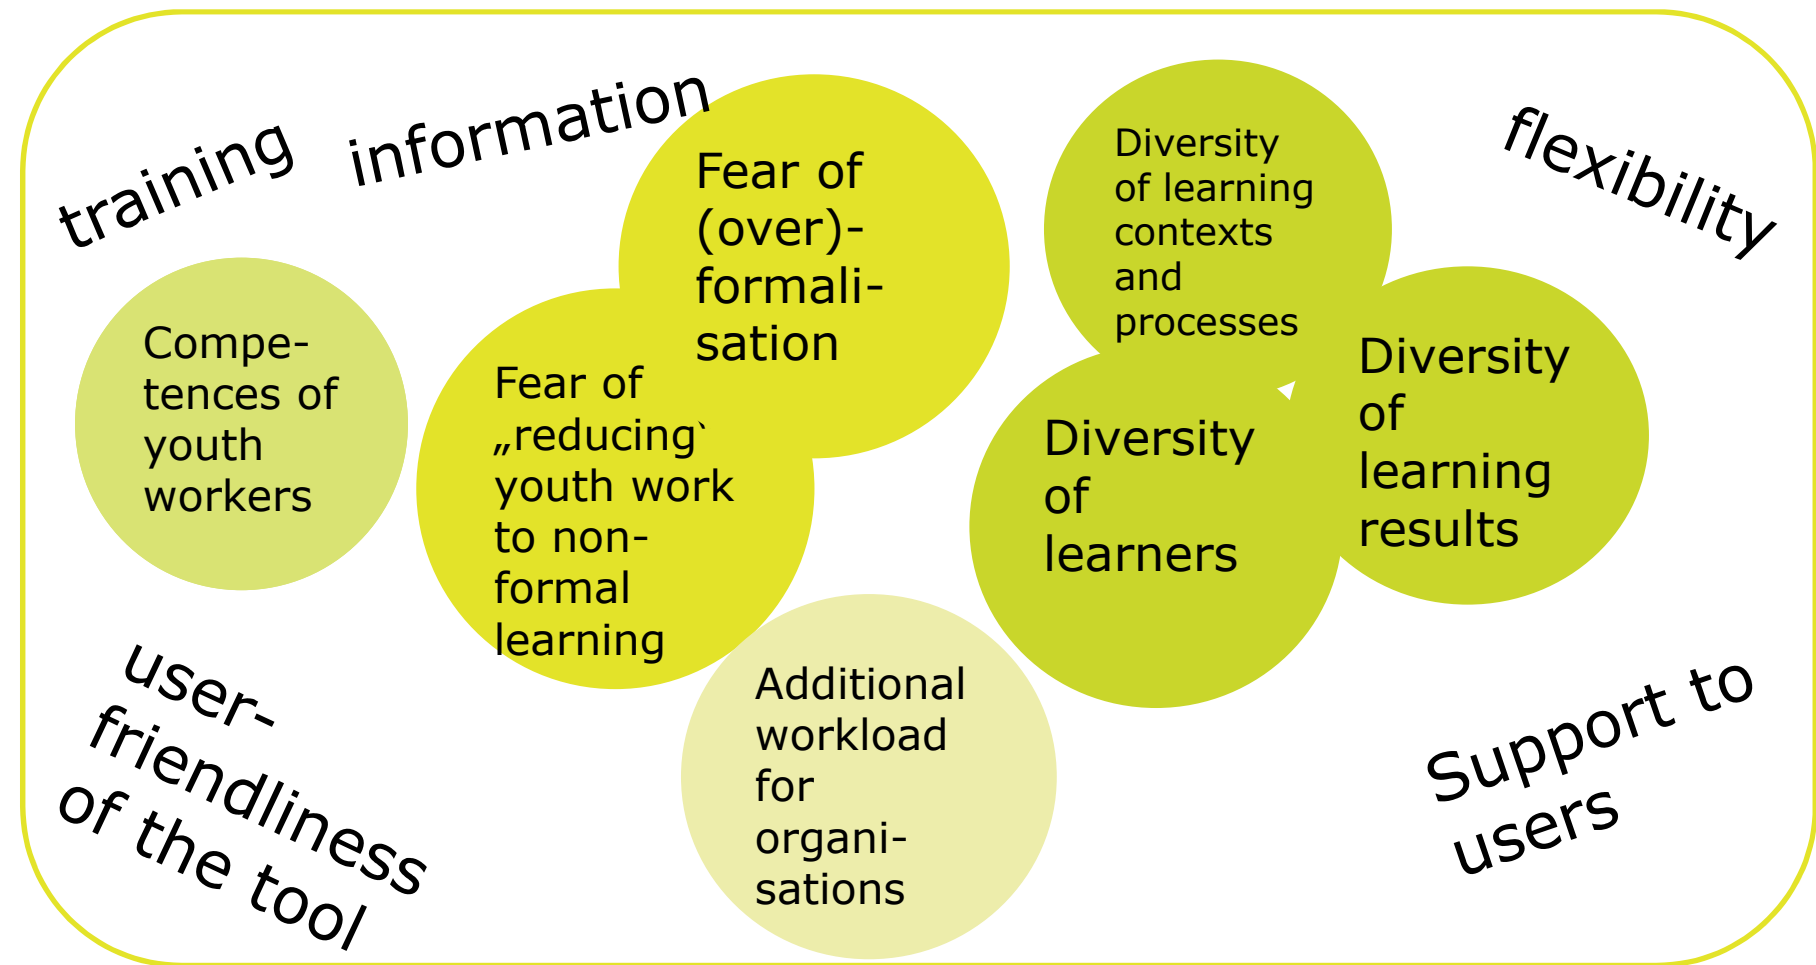 training
information
flexibility
Fear of
(over)-
formali-
sation
Diversity
of learning
contexts
and
processes
Compe-
tences of
youth
workers
Fear of
„reducing`
youth work
to non-
formal
learning
Diversity
of
learners
Diversity
of
learning
results
Additional
workload
for
organi-
sations
user-
friendliness
of the tool
Support to
users